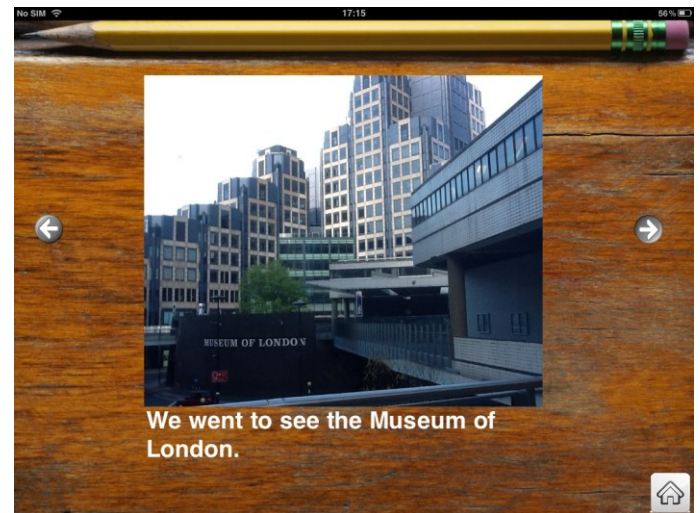 No SIM 17:15 56%
MUSEUM OF LONDON
We went to see the Museum of
London.